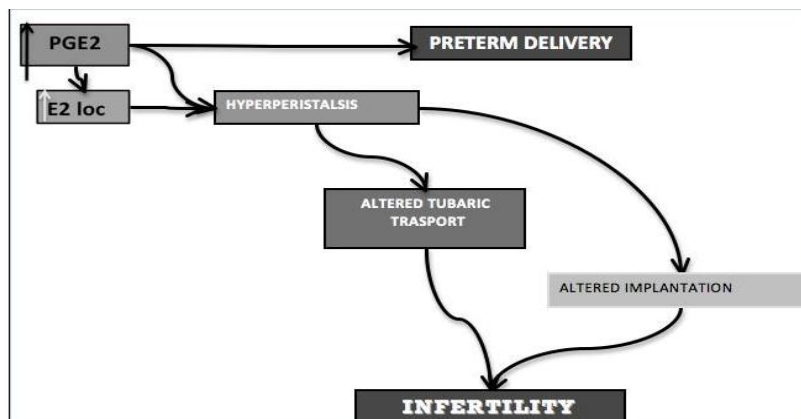 PGE2
PRETERM DELIVERY
E2 loc
HYPERPERISTALSIS
ALTERED TUBARIC
TRASPORT
ALTERED IMPLANTATION
INFERTILITY